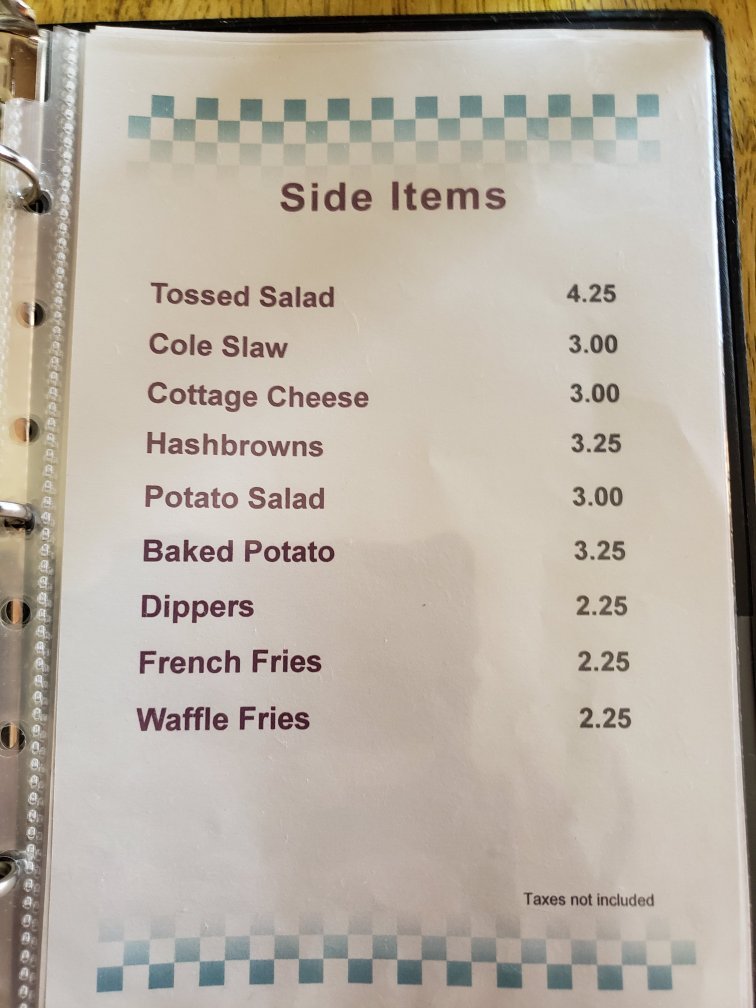 Side Items
Tossed Salad 4.25
Cole Slaw 3.00
Cottage Cheese 3.00
Hashbrowns 3.25
Potato Salad 3.00
Baked Potato 3.25
Dippers 2.25
French Fries 2.25
Waffle Fries 2.25
Taxes not included